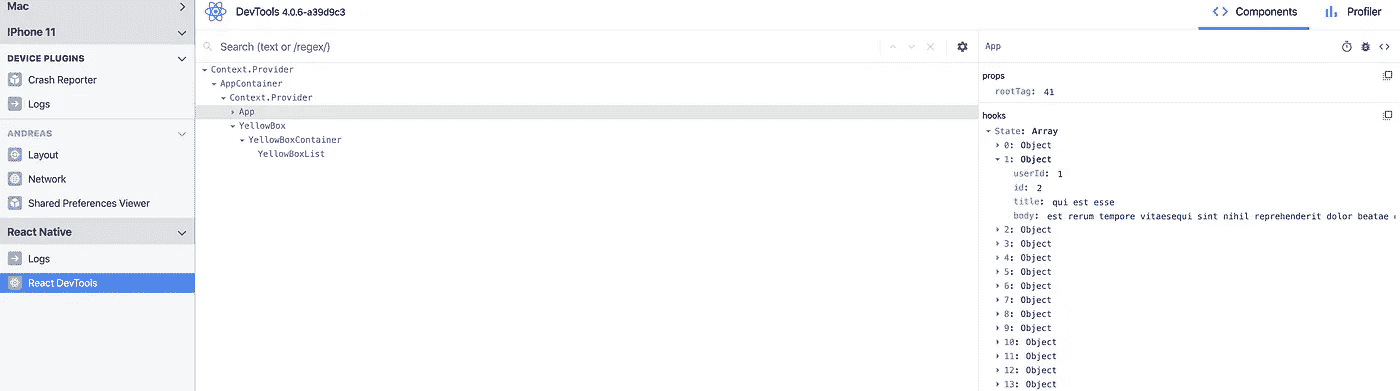 Mac
IPhone 11
DEVICE PLUGINS
Crash Reporter
Logs
ANDREAS
Layout
Network
Shared Preferences Viewer
React Native
Logs
React DevTools
DevTools 4.0.6-a39d9c3
Components
Profiler
Search (text or /regex/)
Context.Provider
AppContainer
Context.Provider
App
YellowBox
YellowBoxContainer
YellowBoxList
App
props
rootTag: 41
hooks
State: Array
0: Object
1: Object
userId: 1
id: 2
title: qui est esse
body: est rerum tempore vitaesequi sint nihil reprehenderit dolor beatae
2: Object
3: Object
4: Object
5: Object
6: Object
7: Object
8: Object
9: Object
10: Object
11: Object
12: Object
13: Object